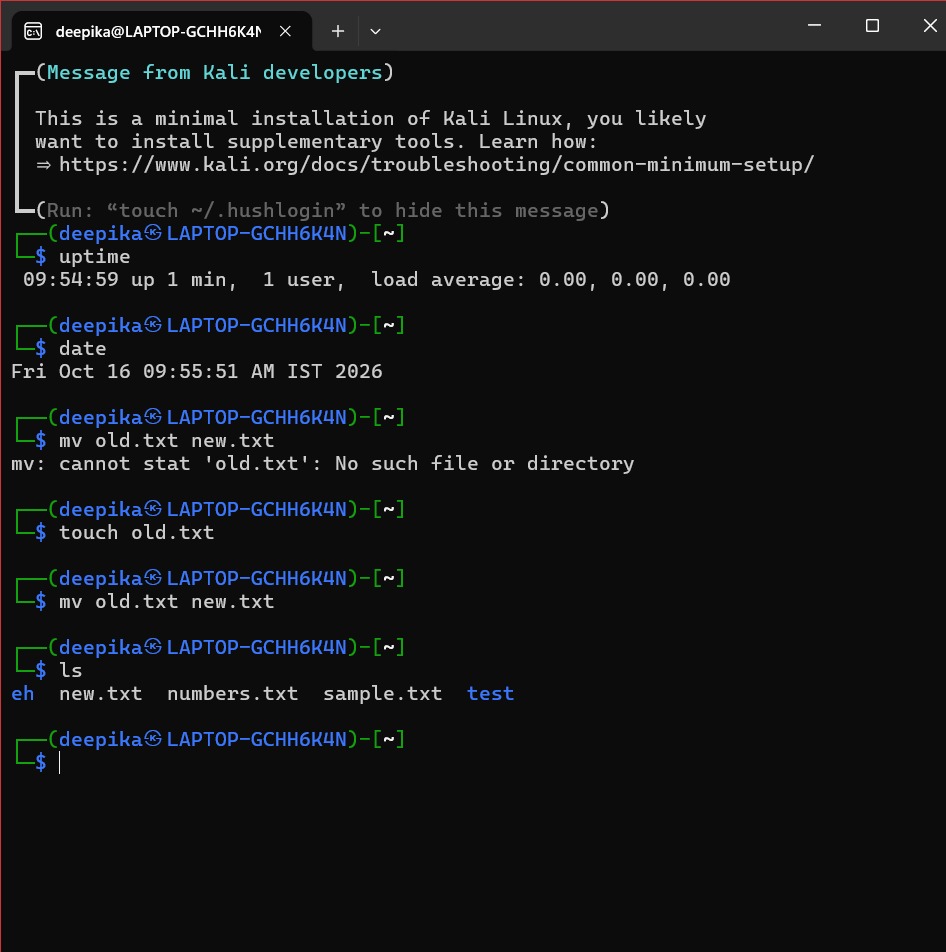 deepika@LAPTOP-GCHH6K4N
(Message from Kali developers)
This is a minimal installation of Kali Linux, you likely
want to install supplementary tools. Learn how:
⇒ https://www.kali.org/docs/troubleshooting/common-minimum-setup/
(Run: “touch ~/.hushlogin” to hide this message)
┌──(deepika㉿LAPTOP-GCHH6K4N)-[~]
└─$ uptime
09:54:59 up 1 min,  1 user,  load average: 0.00, 0.00, 0.00
┌──(deepika㉿LAPTOP-GCHH6K4N)-[~]
└─$ date
Fri Oct 16 09:55:51 AM IST 2026
┌──(deepika㉿LAPTOP-GCHH6K4N)-[~]
└─$ mv old.txt new.txt
mv: cannot stat 'old.txt': No such file or directory
┌──(deepika㉿LAPTOP-GCHH6K4N)-[~]
└─$ touch old.txt
┌──(deepika㉿LAPTOP-GCHH6K4N)-[~]
└─$ mv old.txt new.txt
┌──(deepika㉿LAPTOP-GCHH6K4N)-[~]
└─$ ls
eh  new.txt  numbers.txt  sample.txt  test
┌──(deepika㉿LAPTOP-GCHH6K4N)-[~]
└─$